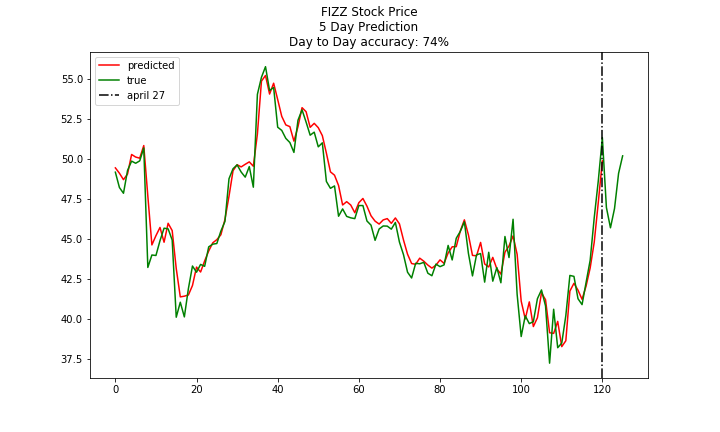 FIZZ Stock Price
5 Day Prediction
Day to Day accuracy: 74%
predicted
true
april 27
55.0
52.5
50.0
47.5
45.0
42.5
40.0
37.5
0 20 40 60 80 100 120